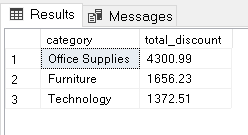 Results Messages
category total_discount
1 Office Supplies 4300.99
2 Furniture 1656.23
3 Technology 1372.51